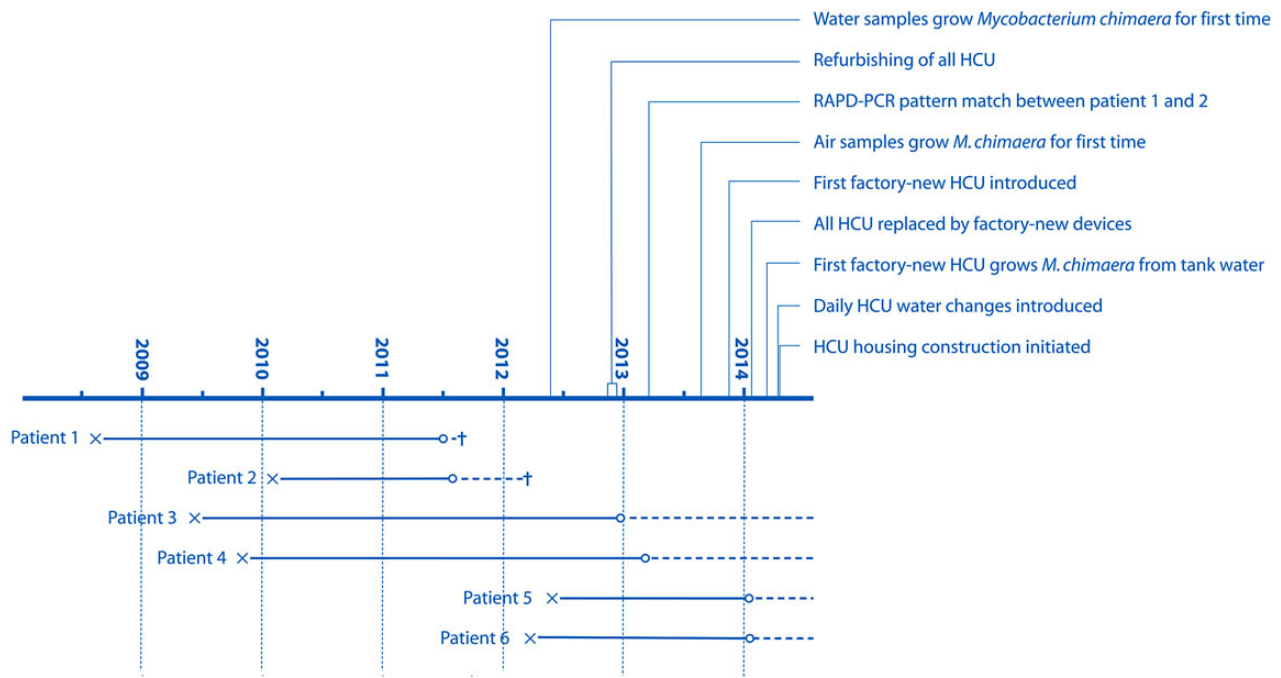 Water samples grow Mycobacterium chimaera for first time
Refurbishing of all HCU
RAPD-PCR pattern match between patient 1 and 2
Air samples grow M. chimaera for first time
First factory-new HCU introduced
All HCU replaced by factory-new devices
First factory-new HCU grows M. chimaera from tank water
Daily HCU water changes introduced
HCU housing construction initiated
2009
2010
2011
2012
2013
2014
Patient 1
Patient 2
Patient 3
Patient 4
Patient 5
Patient 6